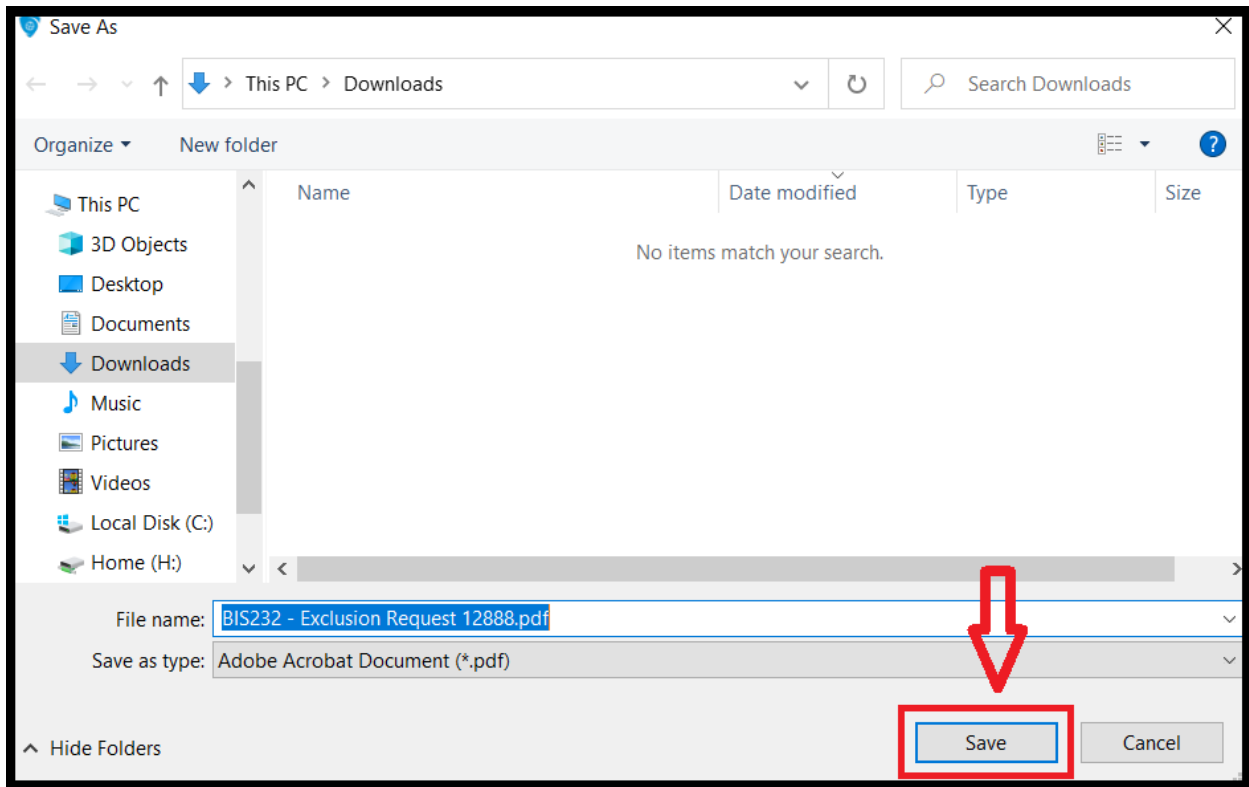 Save As
This PC > Downloads
Search Downloads
Organize
New folder
Name
Date modified
Type
Size
No items match your search.
This PC
3D Objects
Desktop
Documents
Downloads
Music
Pictures
Videos
Local Disk (C:)
Home (H:)
File name: BIS232 - Exclusion Request 12888.pdf
Save as type: Adobe Acrobat Document (*.pdf)
Hide Folders
Save
Cancel